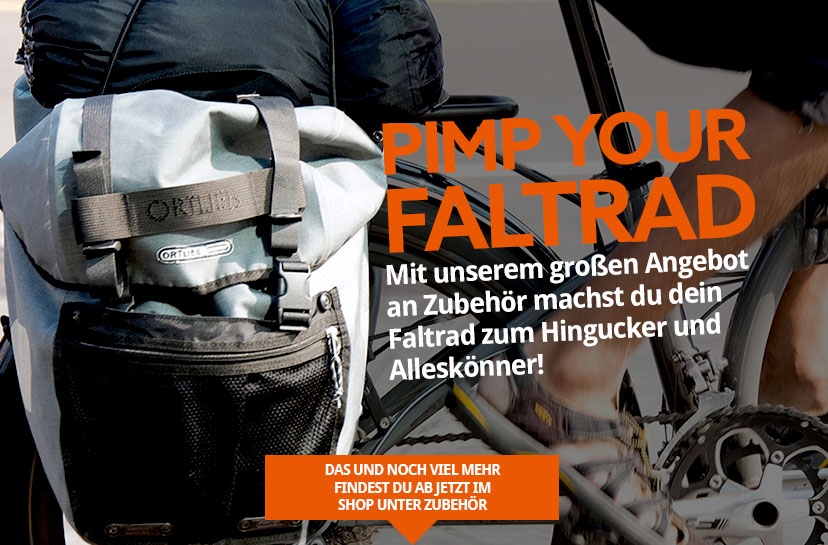 ORTLIEB
ORTLIEB
PIMP YOUR
FALTRAD
Mit unserem großen Angebot
an Zubehör machst du dein
Faltrad zum Hingucker und
Alleskönner!
DAS UND NOCH VIEL MEHR
FINDEST DU AB JETZT IM
SHOP UNTER ZUBEHÖR